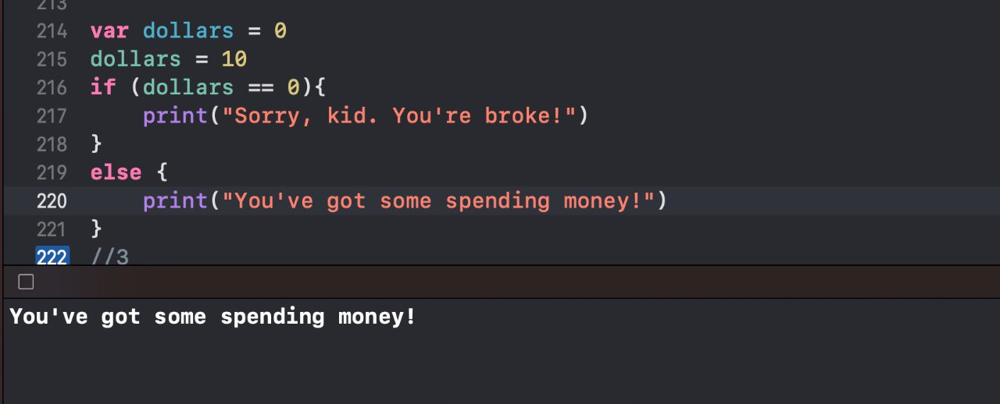 213
214 var dollars = 0
215 dollars = 10
216 if (dollars == 0){
217     print("Sorry, kid. You're broke!")
218 }
219 else {
220     print("You've got some spending money!")
221 }
222 //3
You've got some spending money!